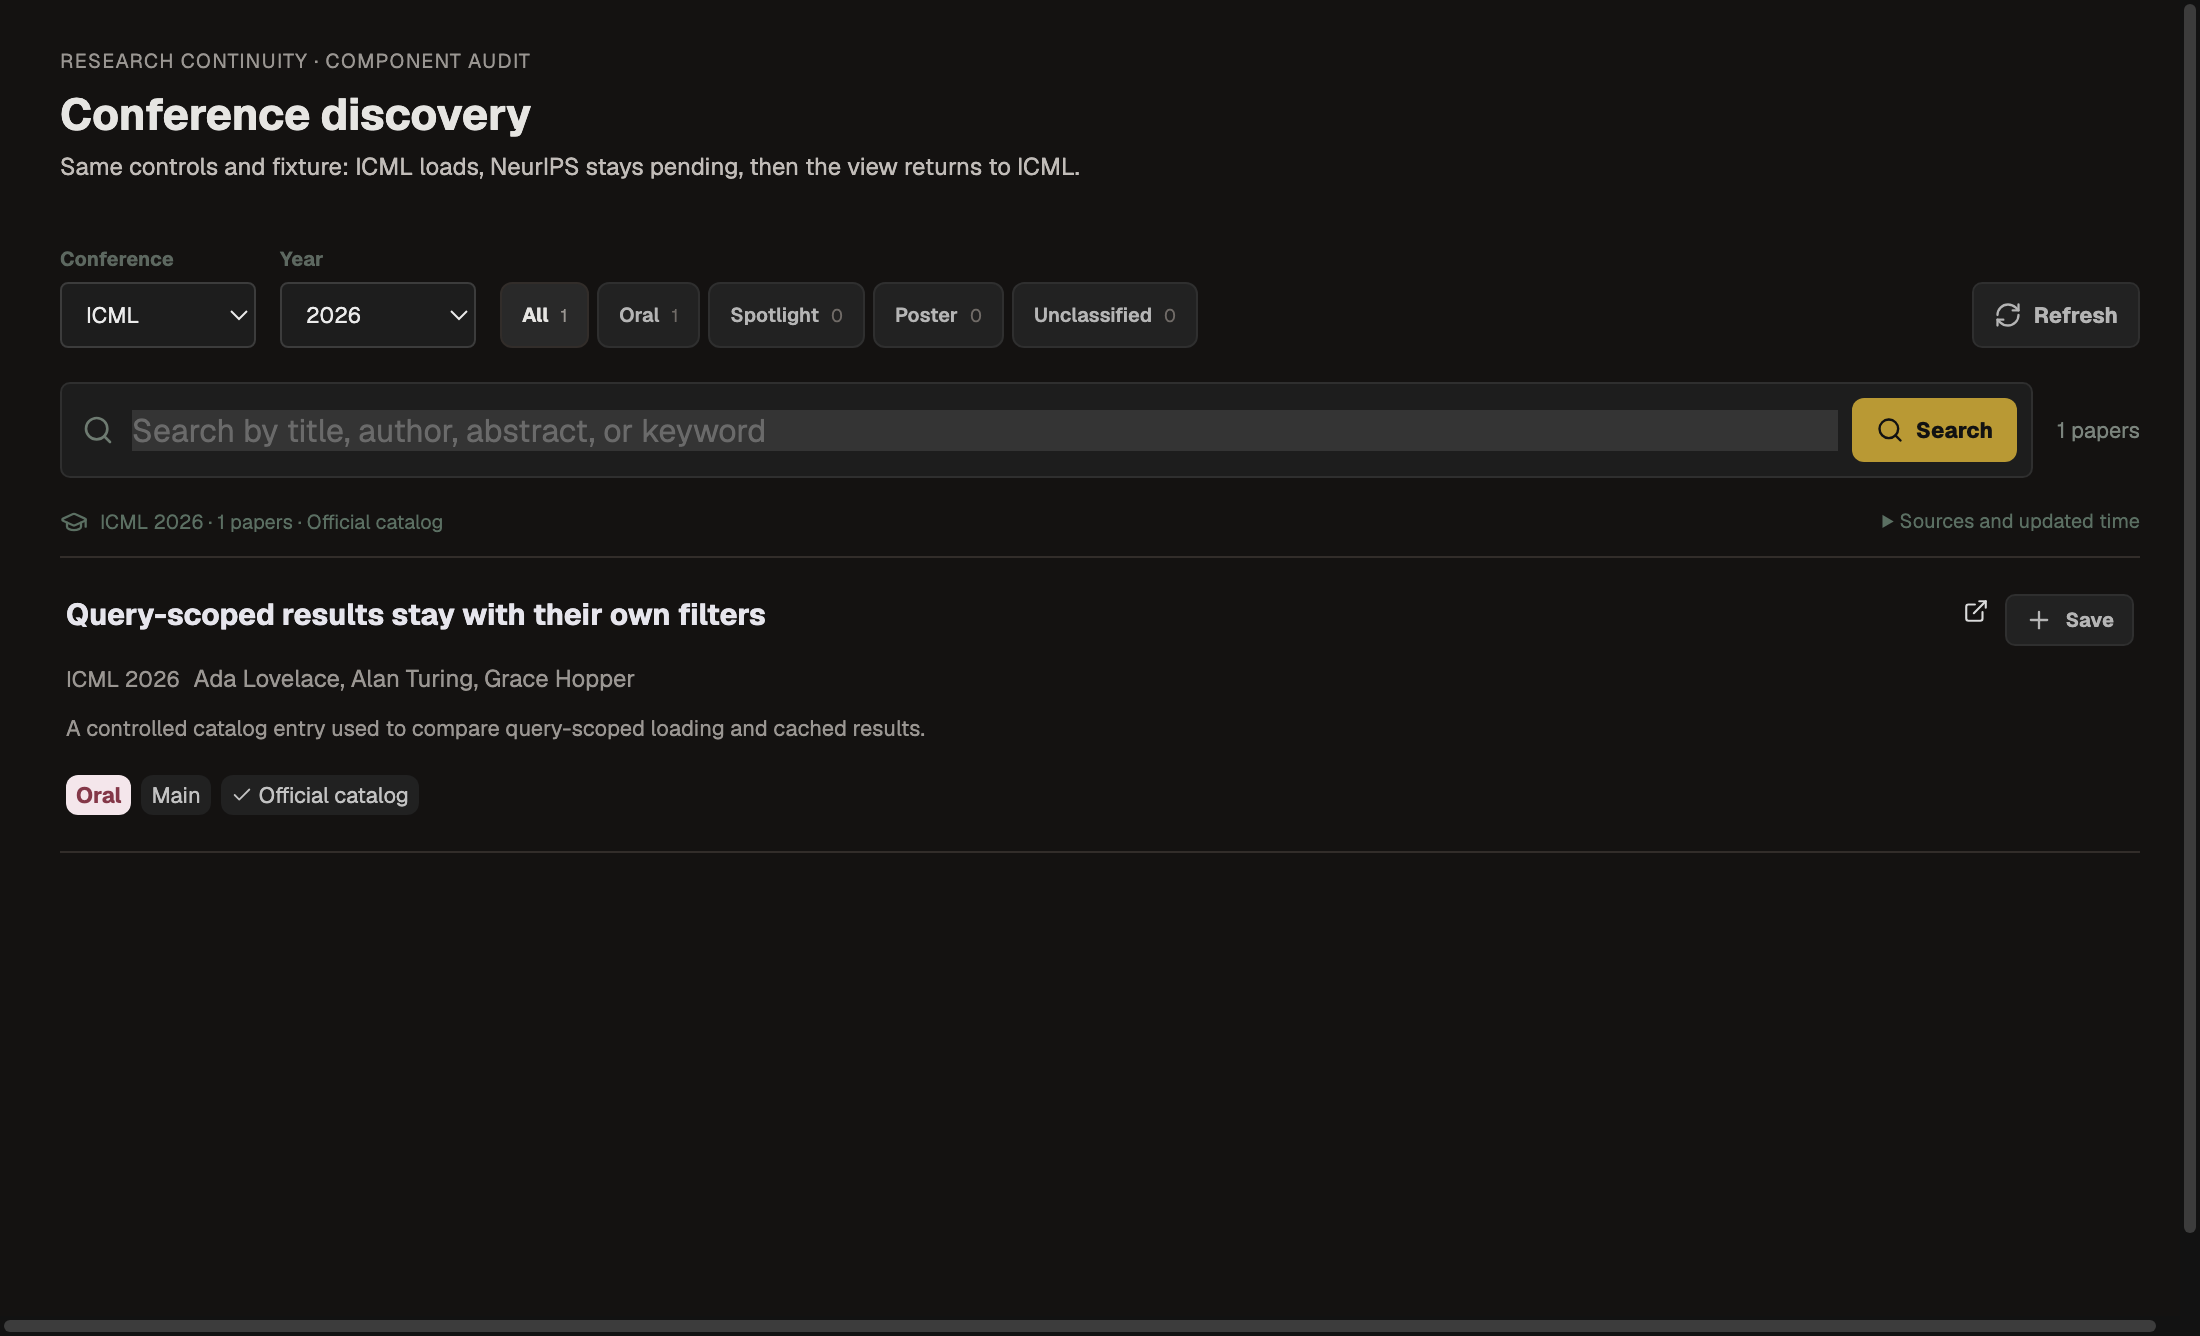 RESEARCH CONTINUITY · COMPONENT AUDIT
Conference discovery
Same controls and fixture: ICML loads, NeurIPS stays pending, then the view returns to ICML.
Conference Year
ICML 2026 All 1 Oral 1 Spotlight 0 Poster 0 Unclassified 0 Refresh
Search by title, author, abstract, or keyword Search 1 papers
ICML 2026 · 1 papers · Official catalog Sources and updated time
Query-scoped results stay with their own filters Save
ICML 2026 Ada Lovelace, Alan Turing, Grace Hopper
A controlled catalog entry used to compare query-scoped loading and cached results.
Oral Main Official catalog